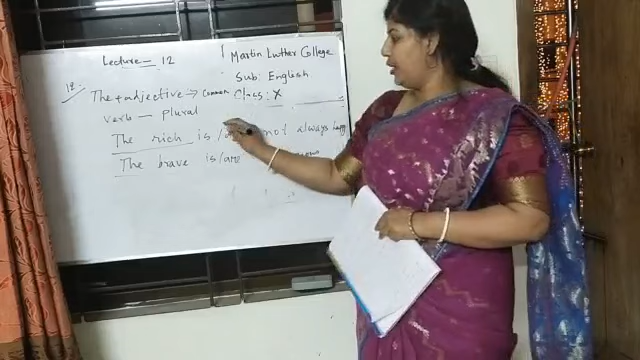 Lecture — 12
Martin Luther College
Sub: English
Class: X
18.
The + adjective → common
verb — plural
The rich is / not always happy
The brave is/are